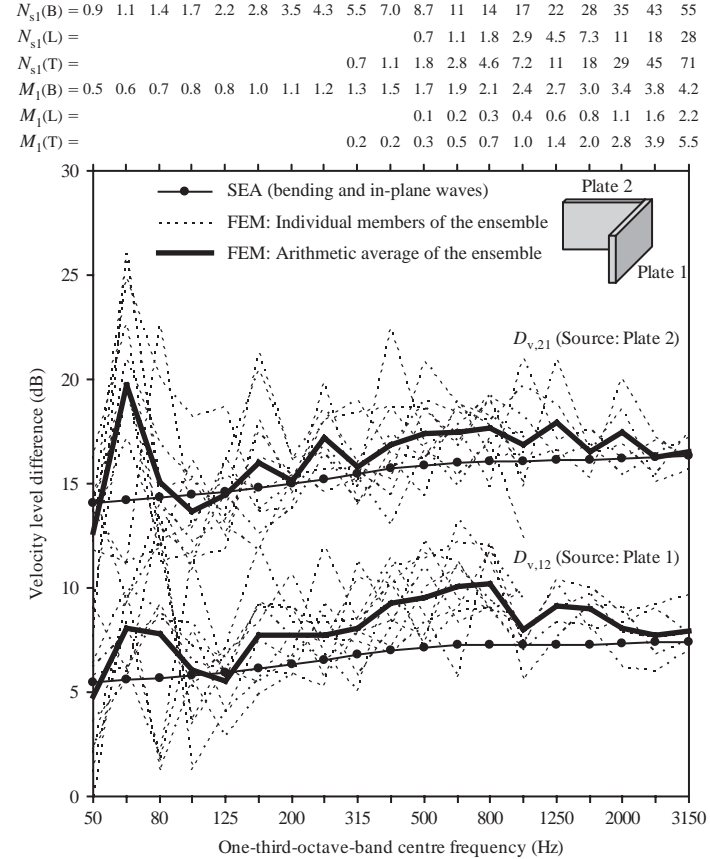 Ns1(B) = 0.9 1.1 1.4 1.7 2.2 2.8 3.5 4.3 5.5 7.0 8.7 11 14 17 22 28 35 43 55
Ns1(L) = 0.7 1.1 1.8 2.9 4.5 7.3 11 18 28
Ns1(T) = 0.7 1.1 1.8 2.8 4.6 7.2 11 18 29 45 71
M1(B) = 0.5 0.6 0.7 0.8 0.8 1.0 1.1 1.2 1.3 1.5 1.7 1.9 2.1 2.4 2.7 3.0 3.4 3.8 4.2
M1(L) = 0.1 0.2 0.3 0.4 0.6 0.8 1.1 1.6 2.2
M1(T) = 0.2 0.2 0.3 0.5 0.7 1.0 1.4 2.0 2.8 3.9 5.5
30
SEA (bending and in-plane waves)
FEM: Individual members of the ensemble
FEM: Arithmetic average of the ensemble
Plate 2
Plate 1
25
Dv,21 (Source: Plate 2)
20
15
Dv,12 (Source: Plate 1)
10
5
0
Velocity level difference (dB)
50 80 125 200 315 500 800 1250 2000 3150
One-third-octave-band centre frequency (Hz)